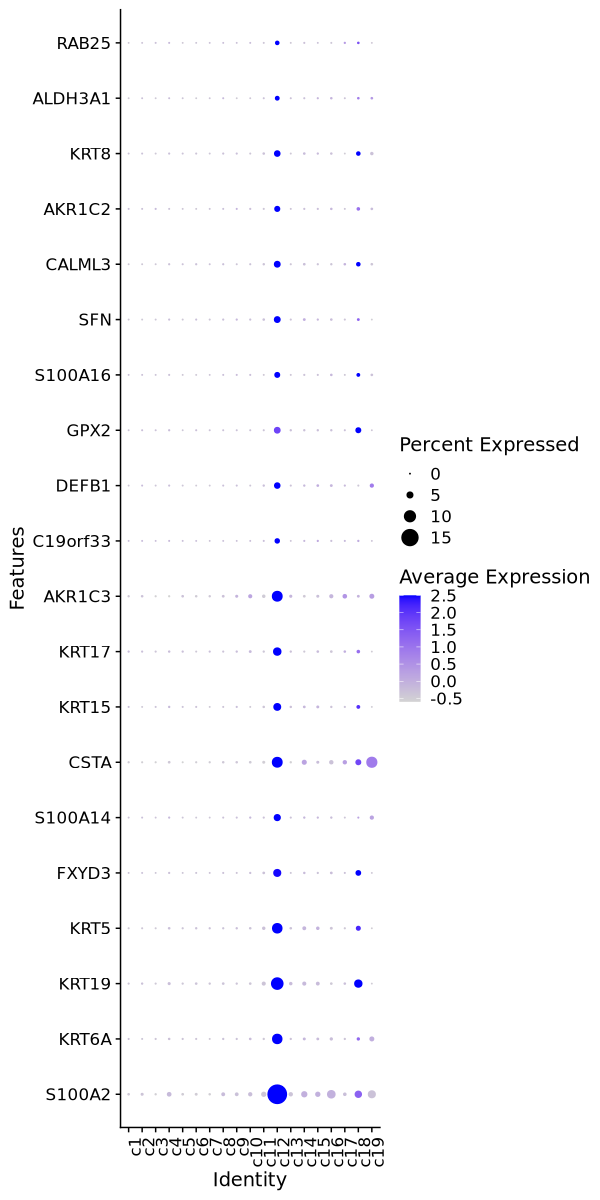 RAB25
ALDH3A1
KRT8
AKR1C2
CALML3
SFN
S100A16
GPX2
DEFB1
C19orf33
AKR1C3
KRT17
KRT15
CSTA
S100A14
FXYD3
KRT5
KRT19
KRT6A
S100A2
Features
c1
c2
c3
c4
c5
c6
c7
c8
c9
c10
c11
c12
c13
c14
c15
c16
c17
c18
c19
Identity
Percent Expressed
0
5
10
15
Average Expression
2.5
2.0
1.5
1.0
0.5
0.0
-0.5